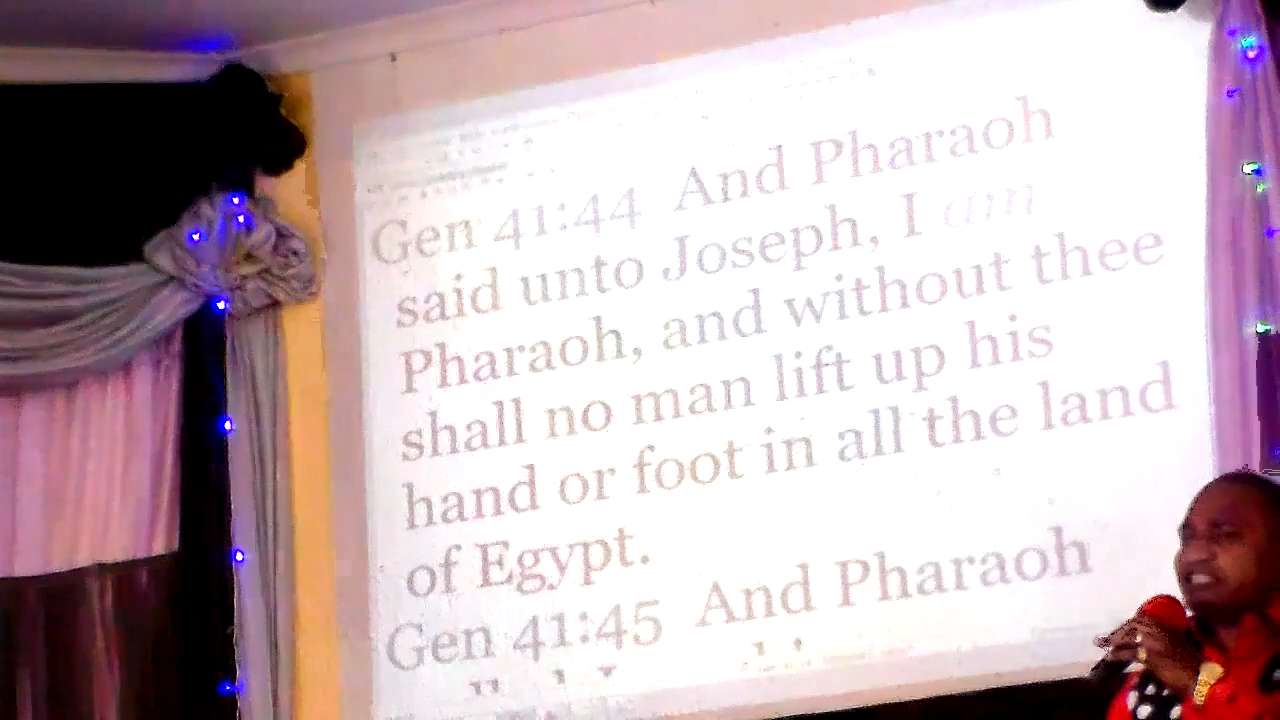 Gen 41:44 And Pharaoh
said unto Joseph, I am
Pharaoh, and without thee
shall no man lift up his
hand or foot in all the land
of Egypt.
Gen 41:45 And Pharaoh